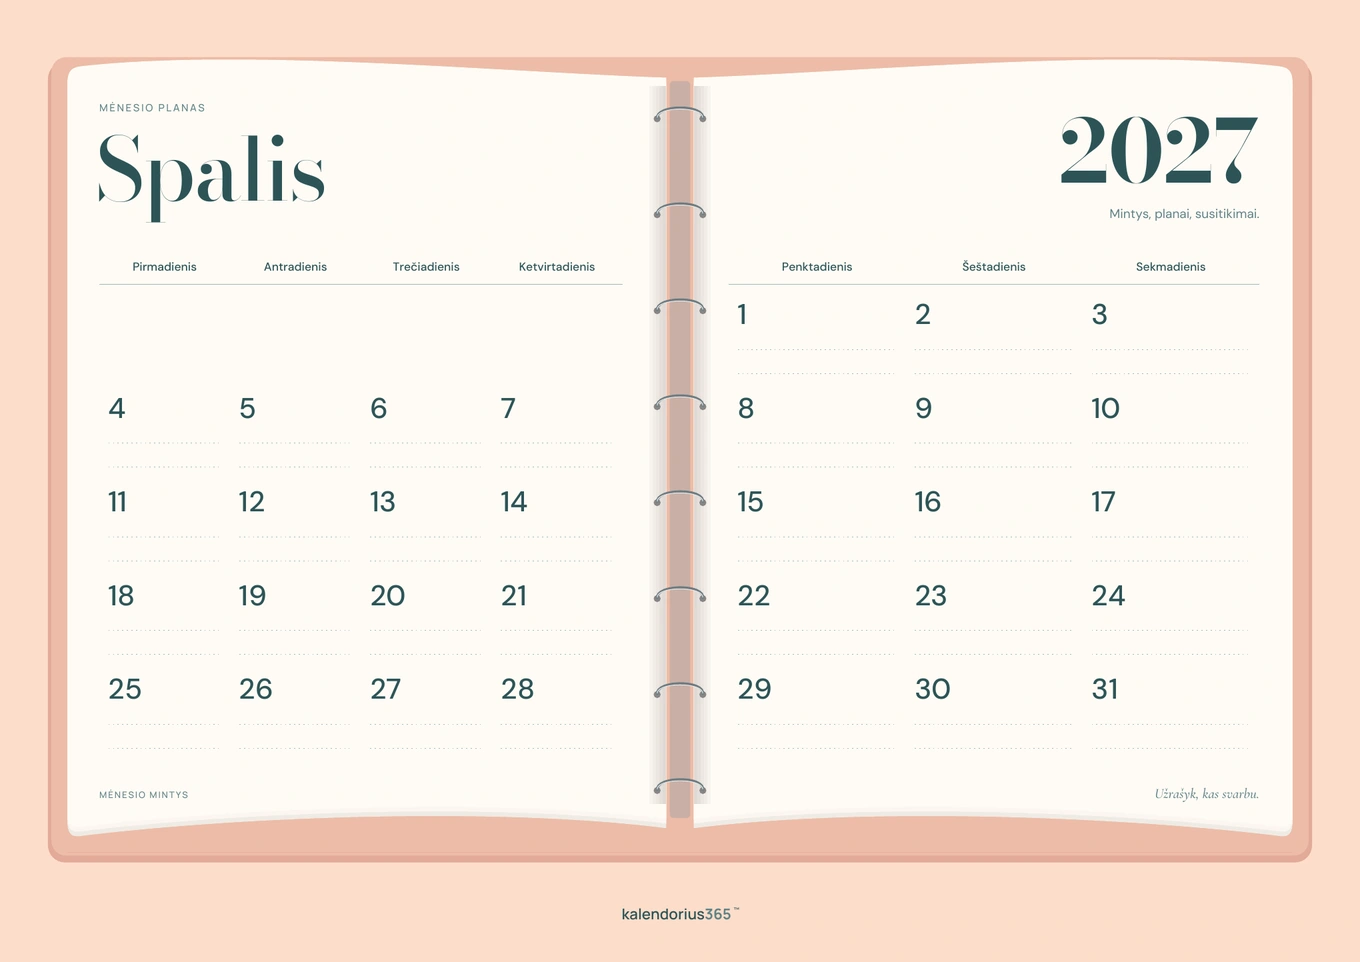 MĖNESIO PLANAS
Spalis
2027
Mintys, planai, susitikimai.
Pirmadienis Antradienis Trečiadienis Ketvirtadienis Penktadienis Šeštadienis Sekmadienis
1 2 3
4 5 6 7 8 9 10
11 12 13 14 15 16 17
18 19 20 21 22 23 24
25 26 27 28 29 30 31
MĖNESIO MINTYS
Užrašyk, kas svarbu.
kalendorius365™